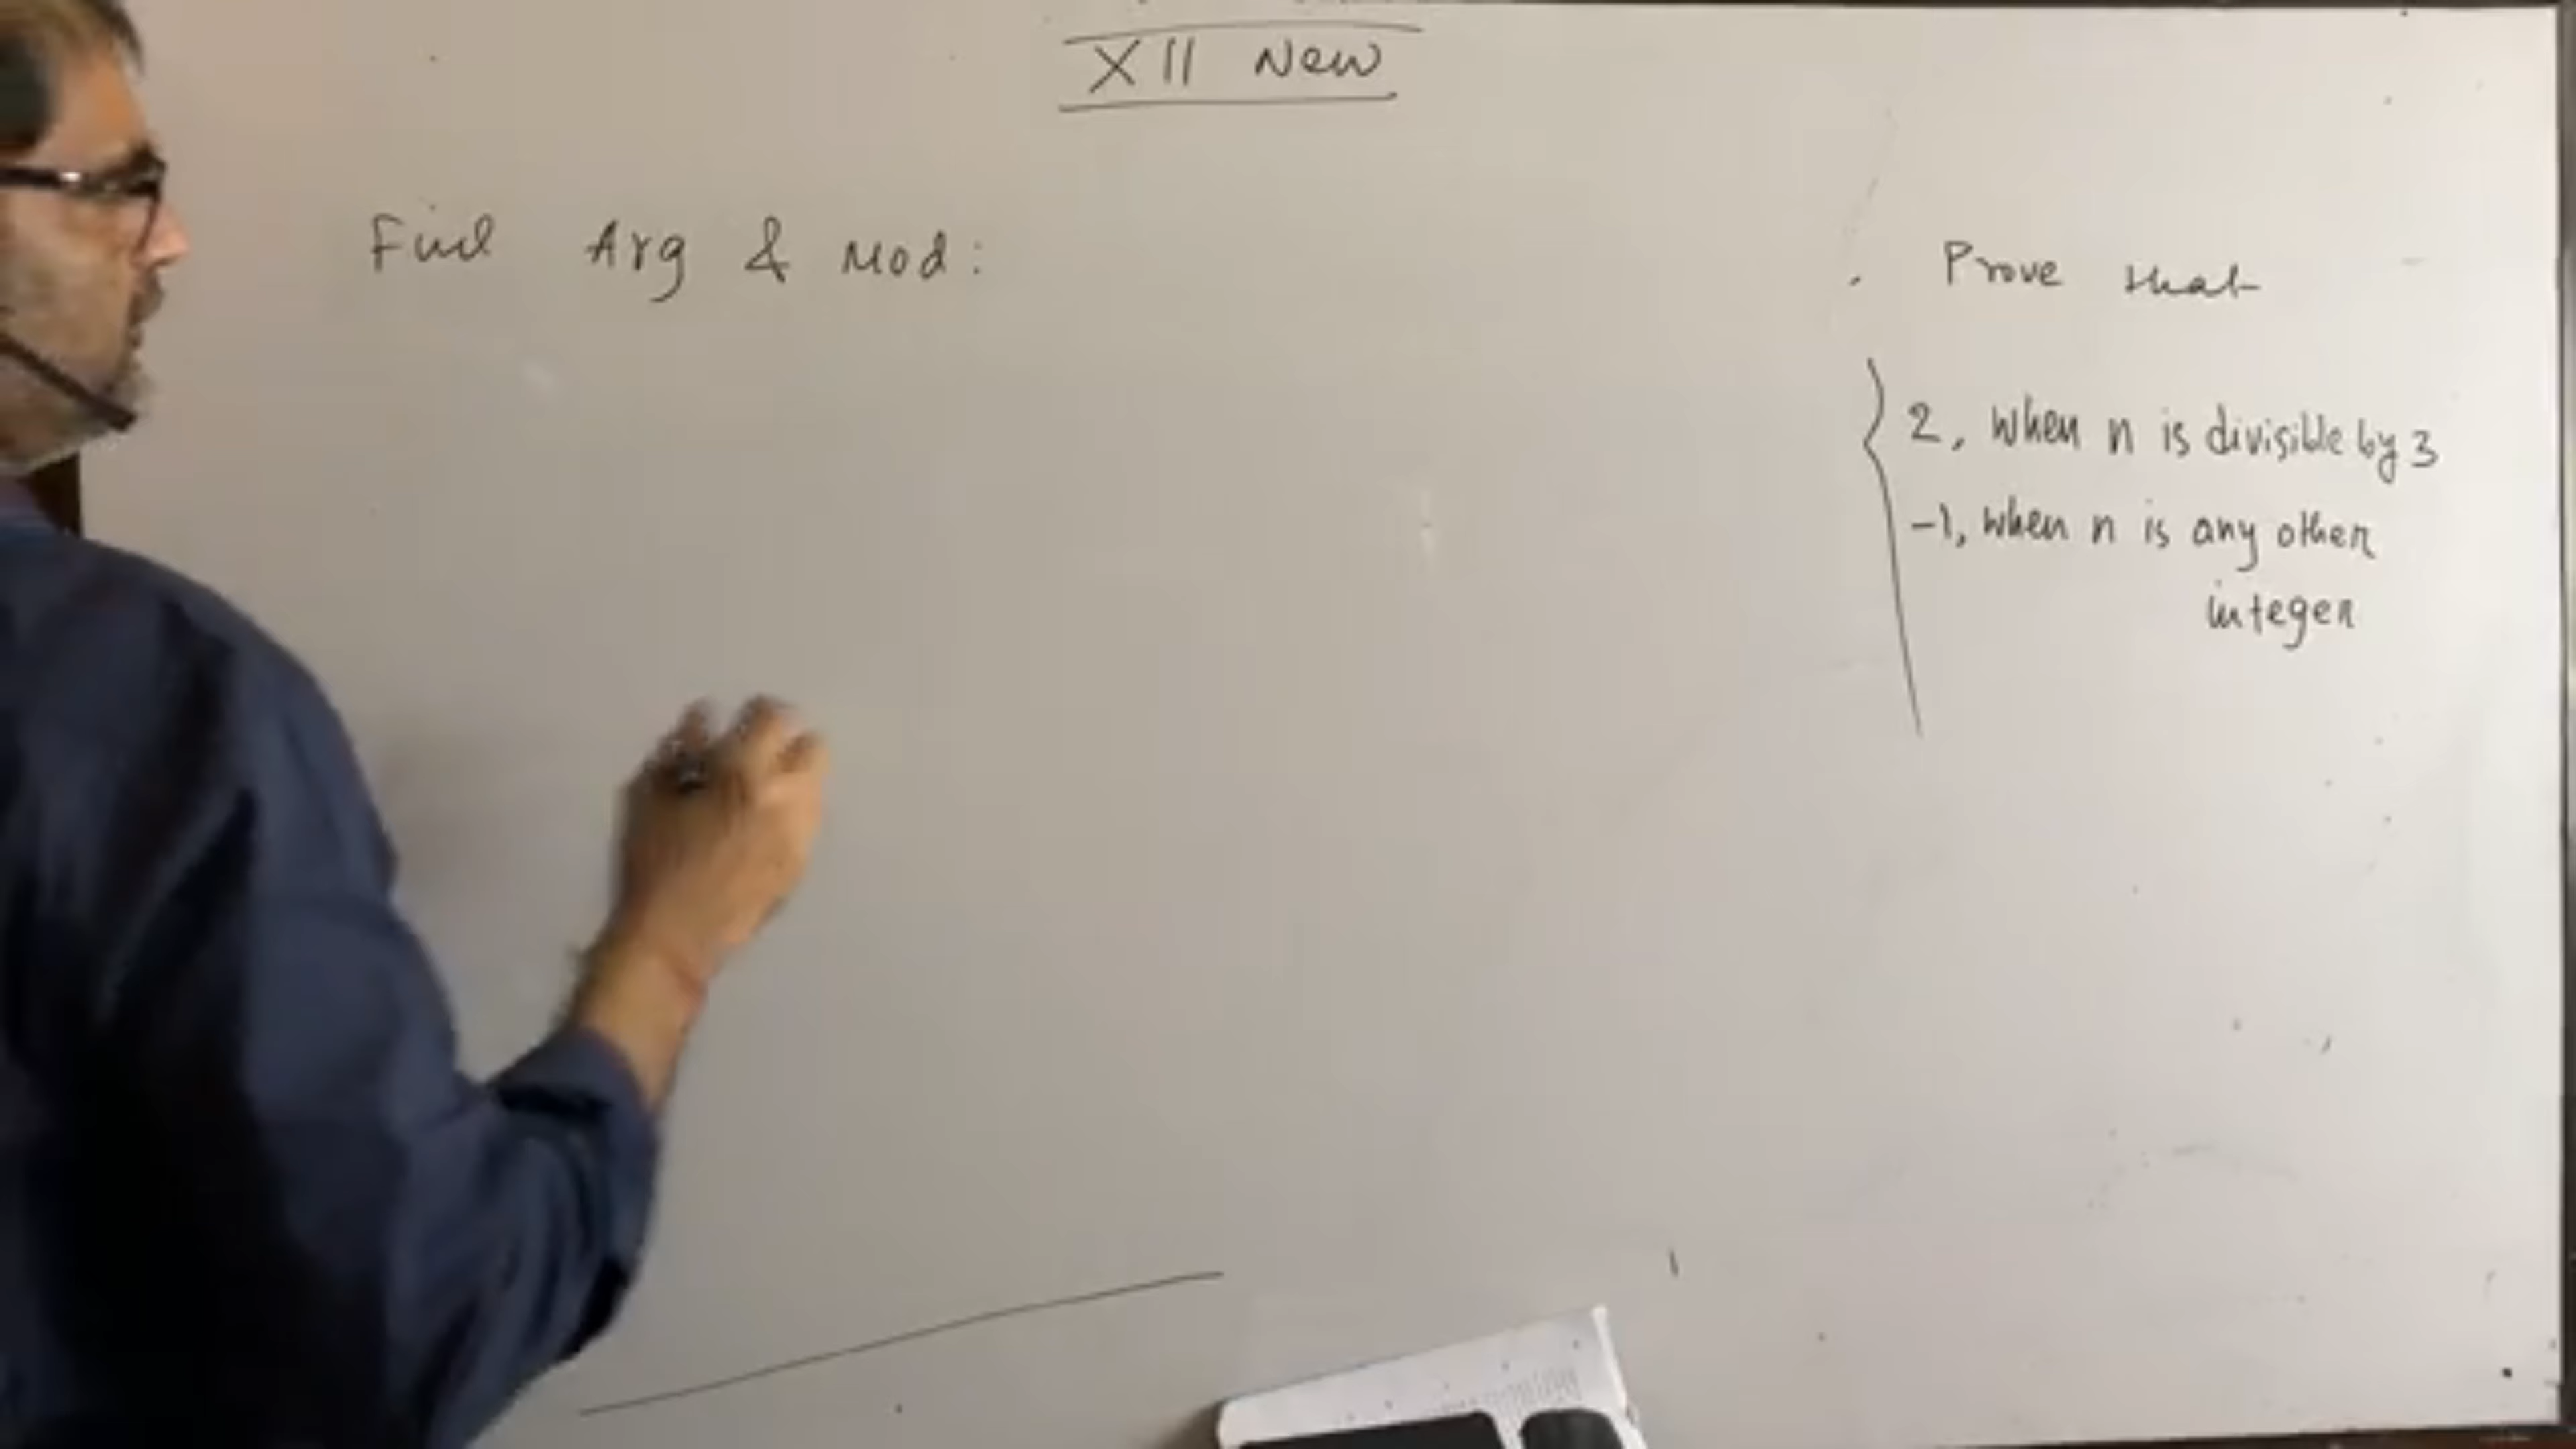 XII New
Find Arg & Mod:
Prove that
2, when n is divisible by 3
-1, when n is any other
integer